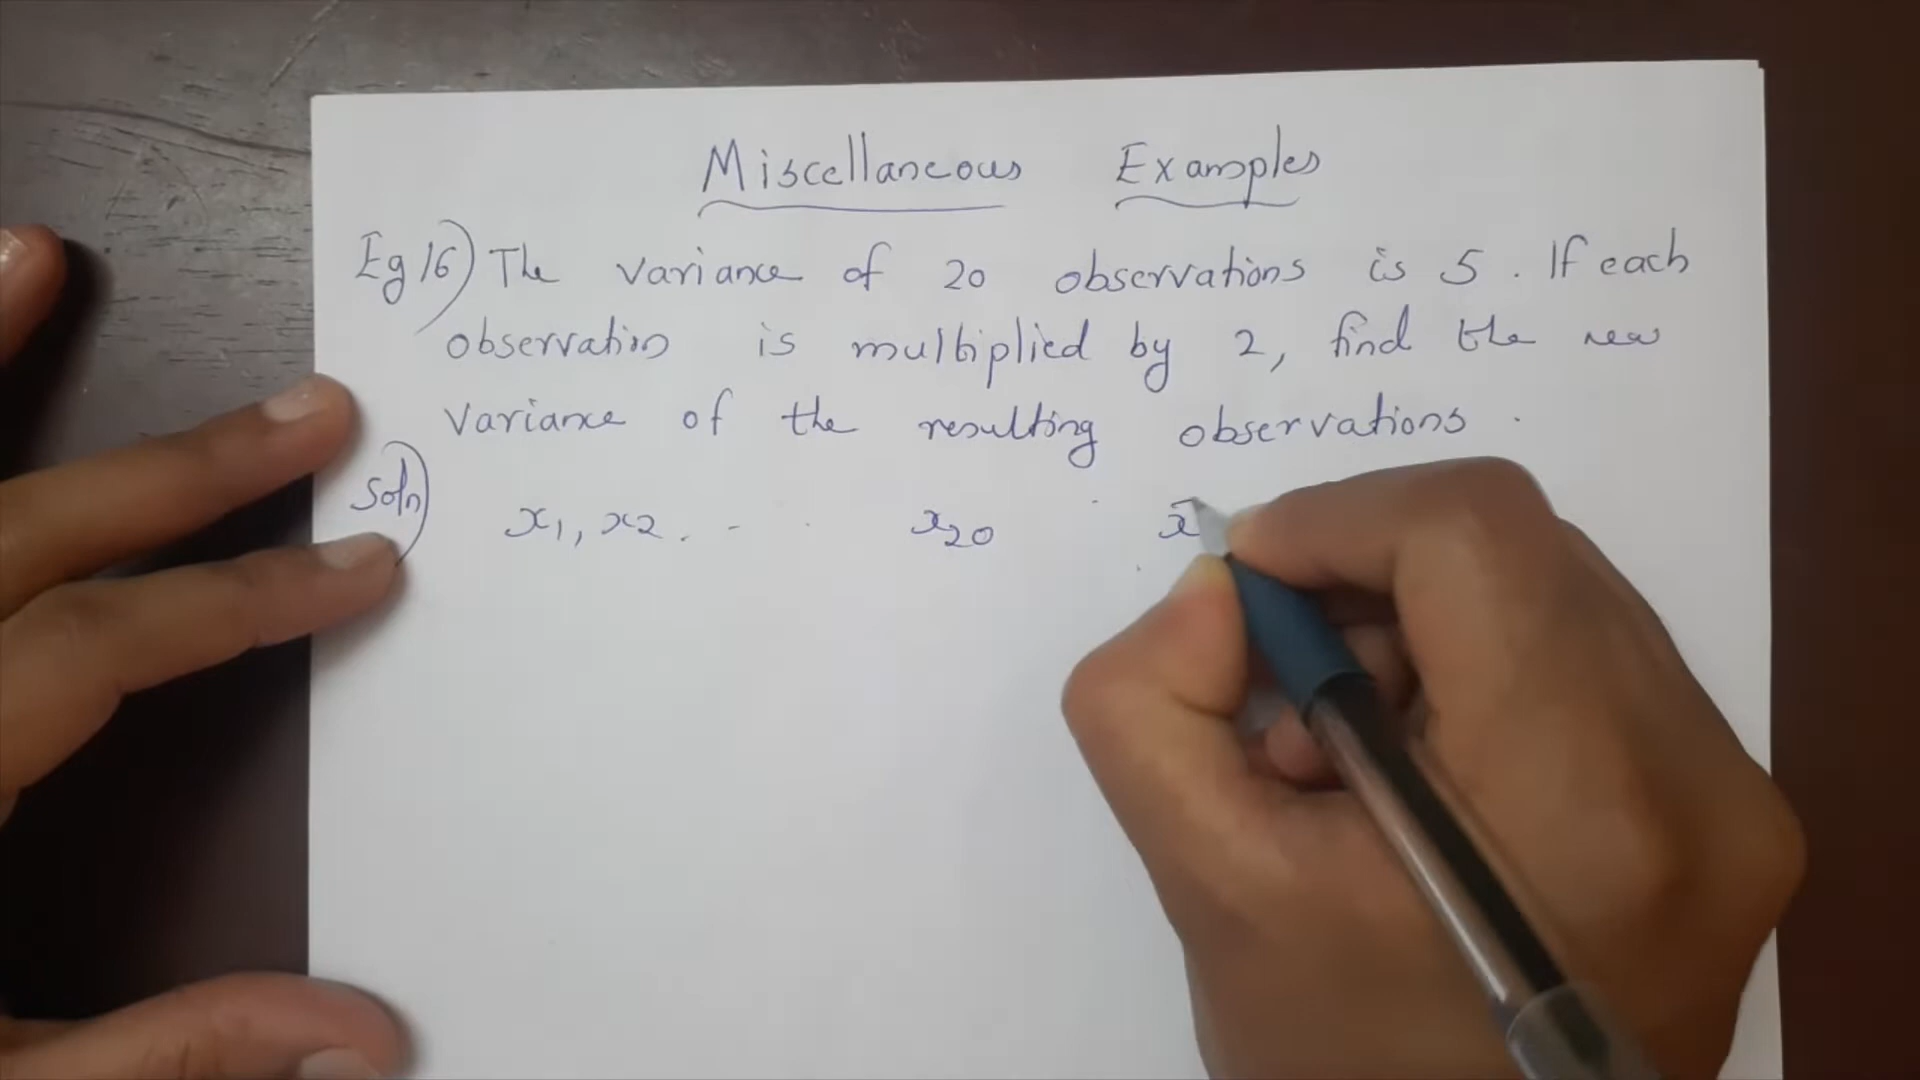 Miscellaneous Examples
Eg 16) The variance of 20 observations is 5. If each
observation is multiplied by 2, find the new
variance of the resulting observations.
Soln) x₁, x₂. - . x₂₀ x̄